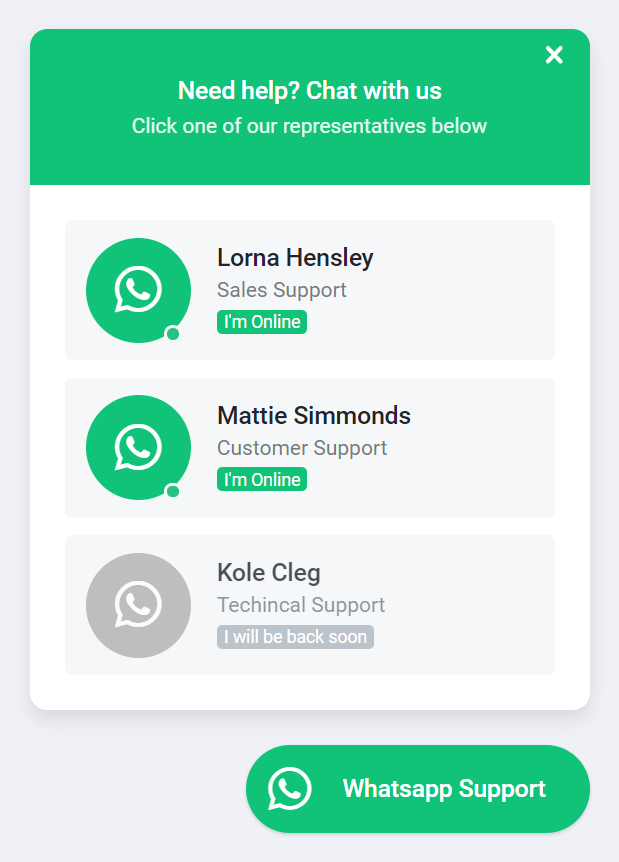 Need help? Chat with us
Click one of our representatives below
Lorna Hensley
Sales Support
I'm Online
Mattie Simmonds
Customer Support
I'm Online
Kole Cleg
Techincal Support
I will be back soon
Whatsapp Support